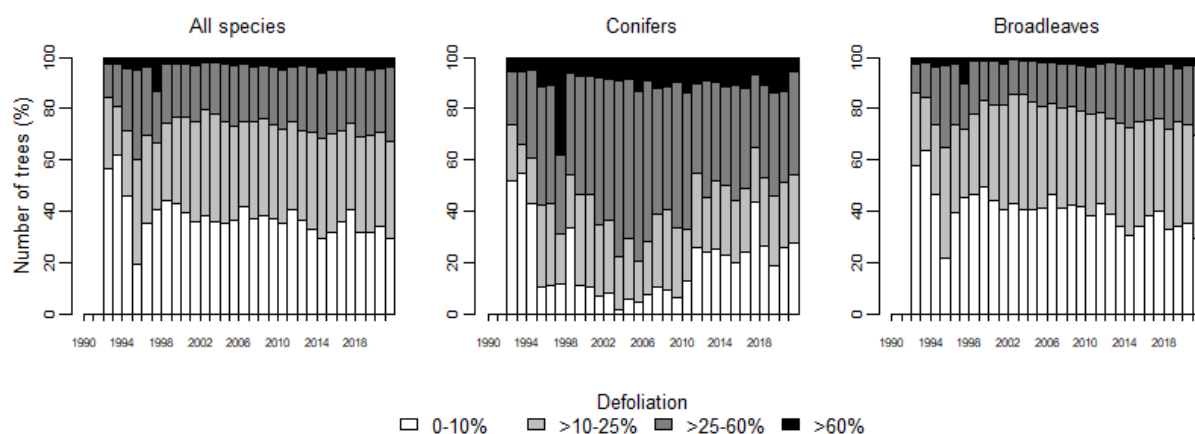 All species
Conifers
Broadleaves
Number of trees (%)
0 20 40 60 80 100
0 20 40 60 80 100
0 20 40 60 80 100
1990 1994 1998 2002 2006 2010 2014 2018
1990 1994 1998 2002 2006 2010 2014 2018
1990 1994 1998 2002 2006 2010 2014 2018
Defoliation
0-10% >10-25% >25-60% >60%